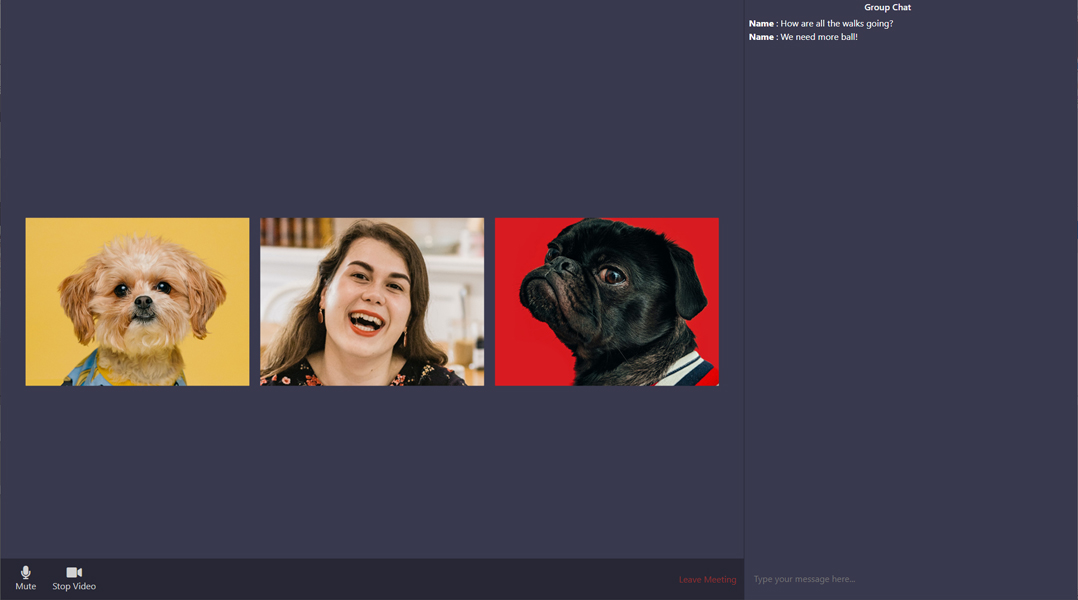 Group Chat
Name : How are all the walks going?
Name : We need more ball!
Mute
Stop Video
Leave Meeting
Type your message here...